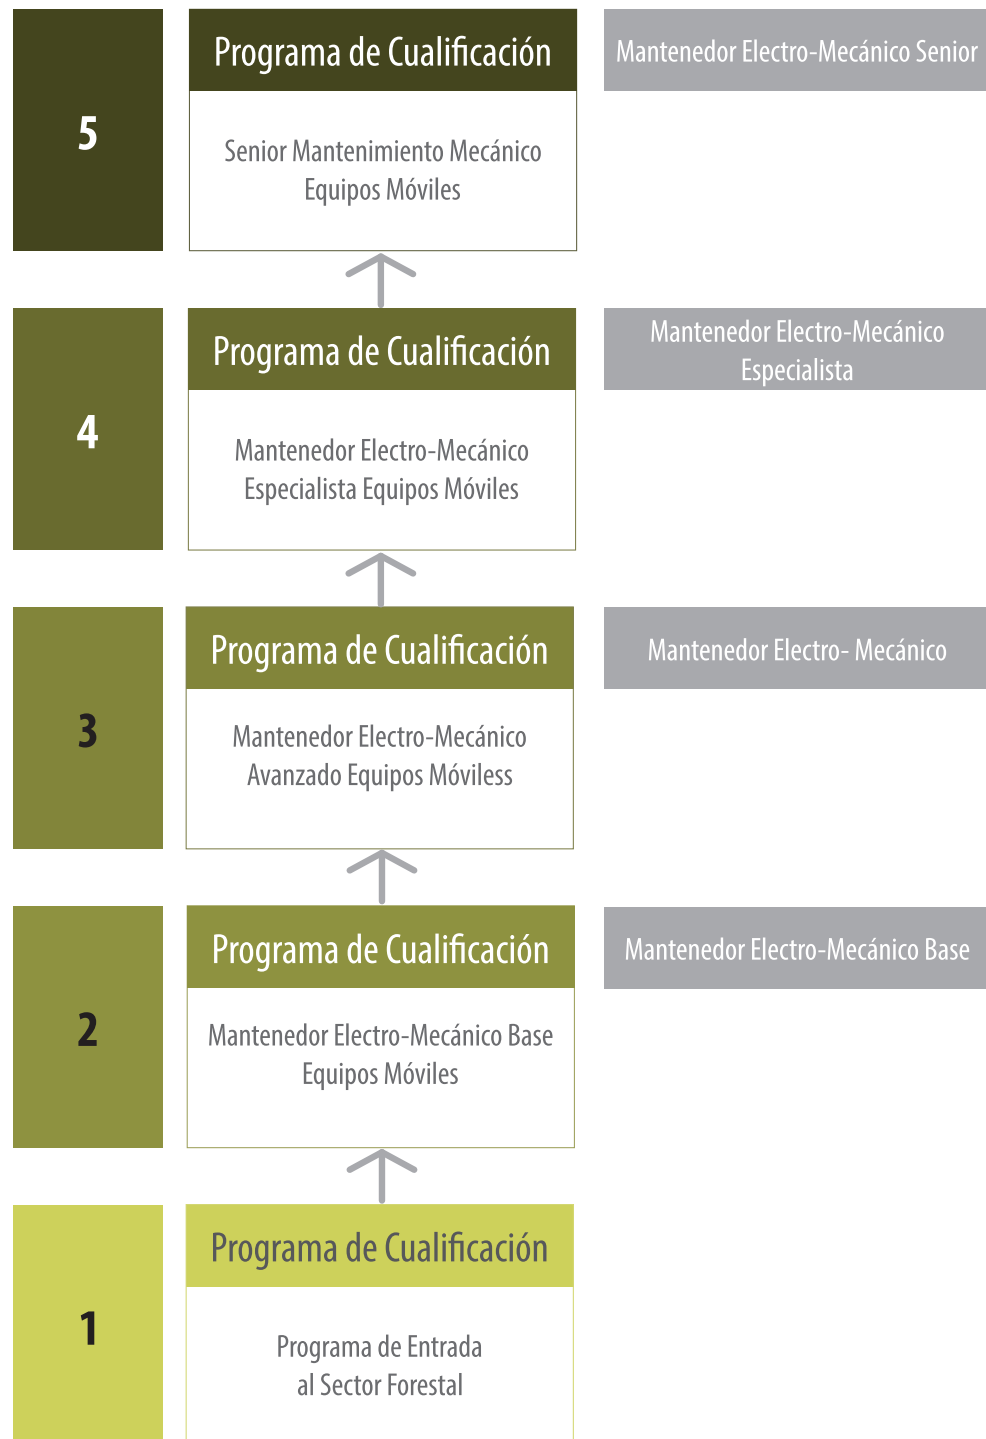 5
Programa de Cualificación
Senior Mantenimiento Mecánico
Equipos Móviles
Mantenedor Electro-Mecánico Senior
4
Programa de Cualificación
Mantenedor Electro-Mecánico
Especialista Equipos Móviles
Mantenedor Electro-Mecánico
Especialista
3
Programa de Cualificación
Mantenedor Electro-Mecánico
Avanzado Equipos Móviless
Mantenedor Electro- Mecánico
2
Programa de Cualificación
Mantenedor Electro-Mecánico Base
Equipos Móviles
Mantenedor Electro-Mecánico Base
1
Programa de Cualificación
Programa de Entrada
al Sector Forestal